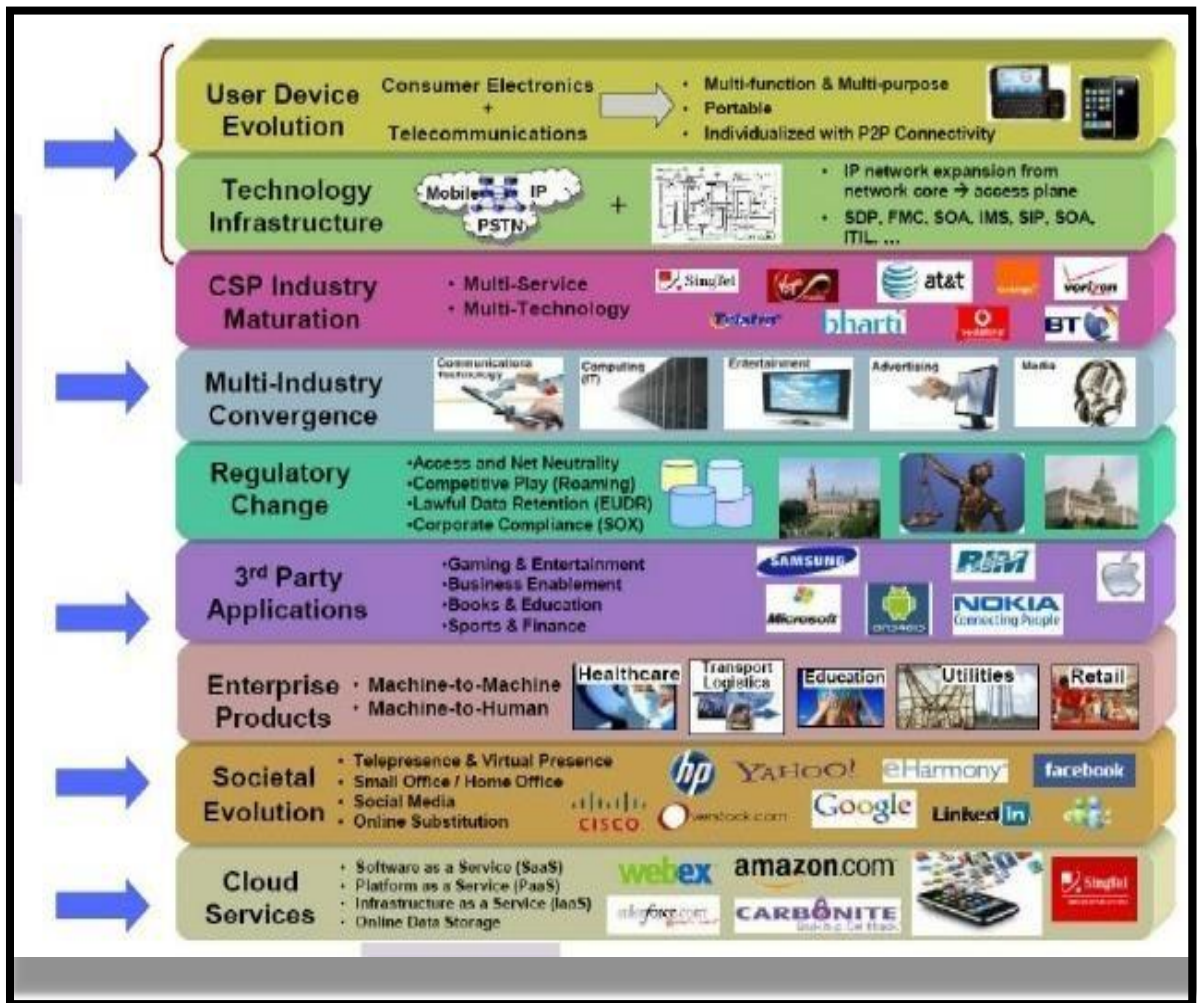 User Device
Evolution
Consumer Electronics
+
Telecommunications
• Multi-function & Multi-purpose
• Portable
• Individualized with P2P Connectivity
Technology
Infrastructure
Mobile
IP
PSTN
+
• IP network expansion from
network core → access plane
• SDP, FMC, SOA, IMS, SIP, SOA,
ITIL, ...
CSP Industry
Maturation
• Multi-Service
• Multi-Technology
SingTel
at&t
orange
verizon
Telstra
bharti
vodafone
BT
Multi-Industry
Convergence
Communications
Technology
Computing
(IT)
Entertainment
Advertising
Media
Regulatory
Change
•Access and Net Neutrality
•Competitive Play (Roaming)
•Lawful Data Retention (EUDR)
•Corporate Compliance (SOX)
3rd Party
Applications
•Gaming & Entertainment
•Business Enablement
•Books & Education
•Sports & Finance
SAMSUNG
RIM
Microsoft
ANDROID
NOKIA
Connecting People
Enterprise
Products
• Machine-to-Machine
• Machine-to-Human
Healthcare
Transport
Logistics
Education
Utilities
Retail
Societal
Evolution
• Telepresence & Virtual Presence
• Small Office / Home Office
• Social Media
• Online Substitution
hp
YAHOO!
eHarmony
facebook
CISCO
Overstock.com
Google
Linked in
Cloud
Services
• Software as a Service (SaaS)
• Platform as a Service (PaaS)
• Infrastructure as a Service (IaaS)
• Online Data Storage
webex
amazon.com
SingTel
salesforce.com
CARBONITE